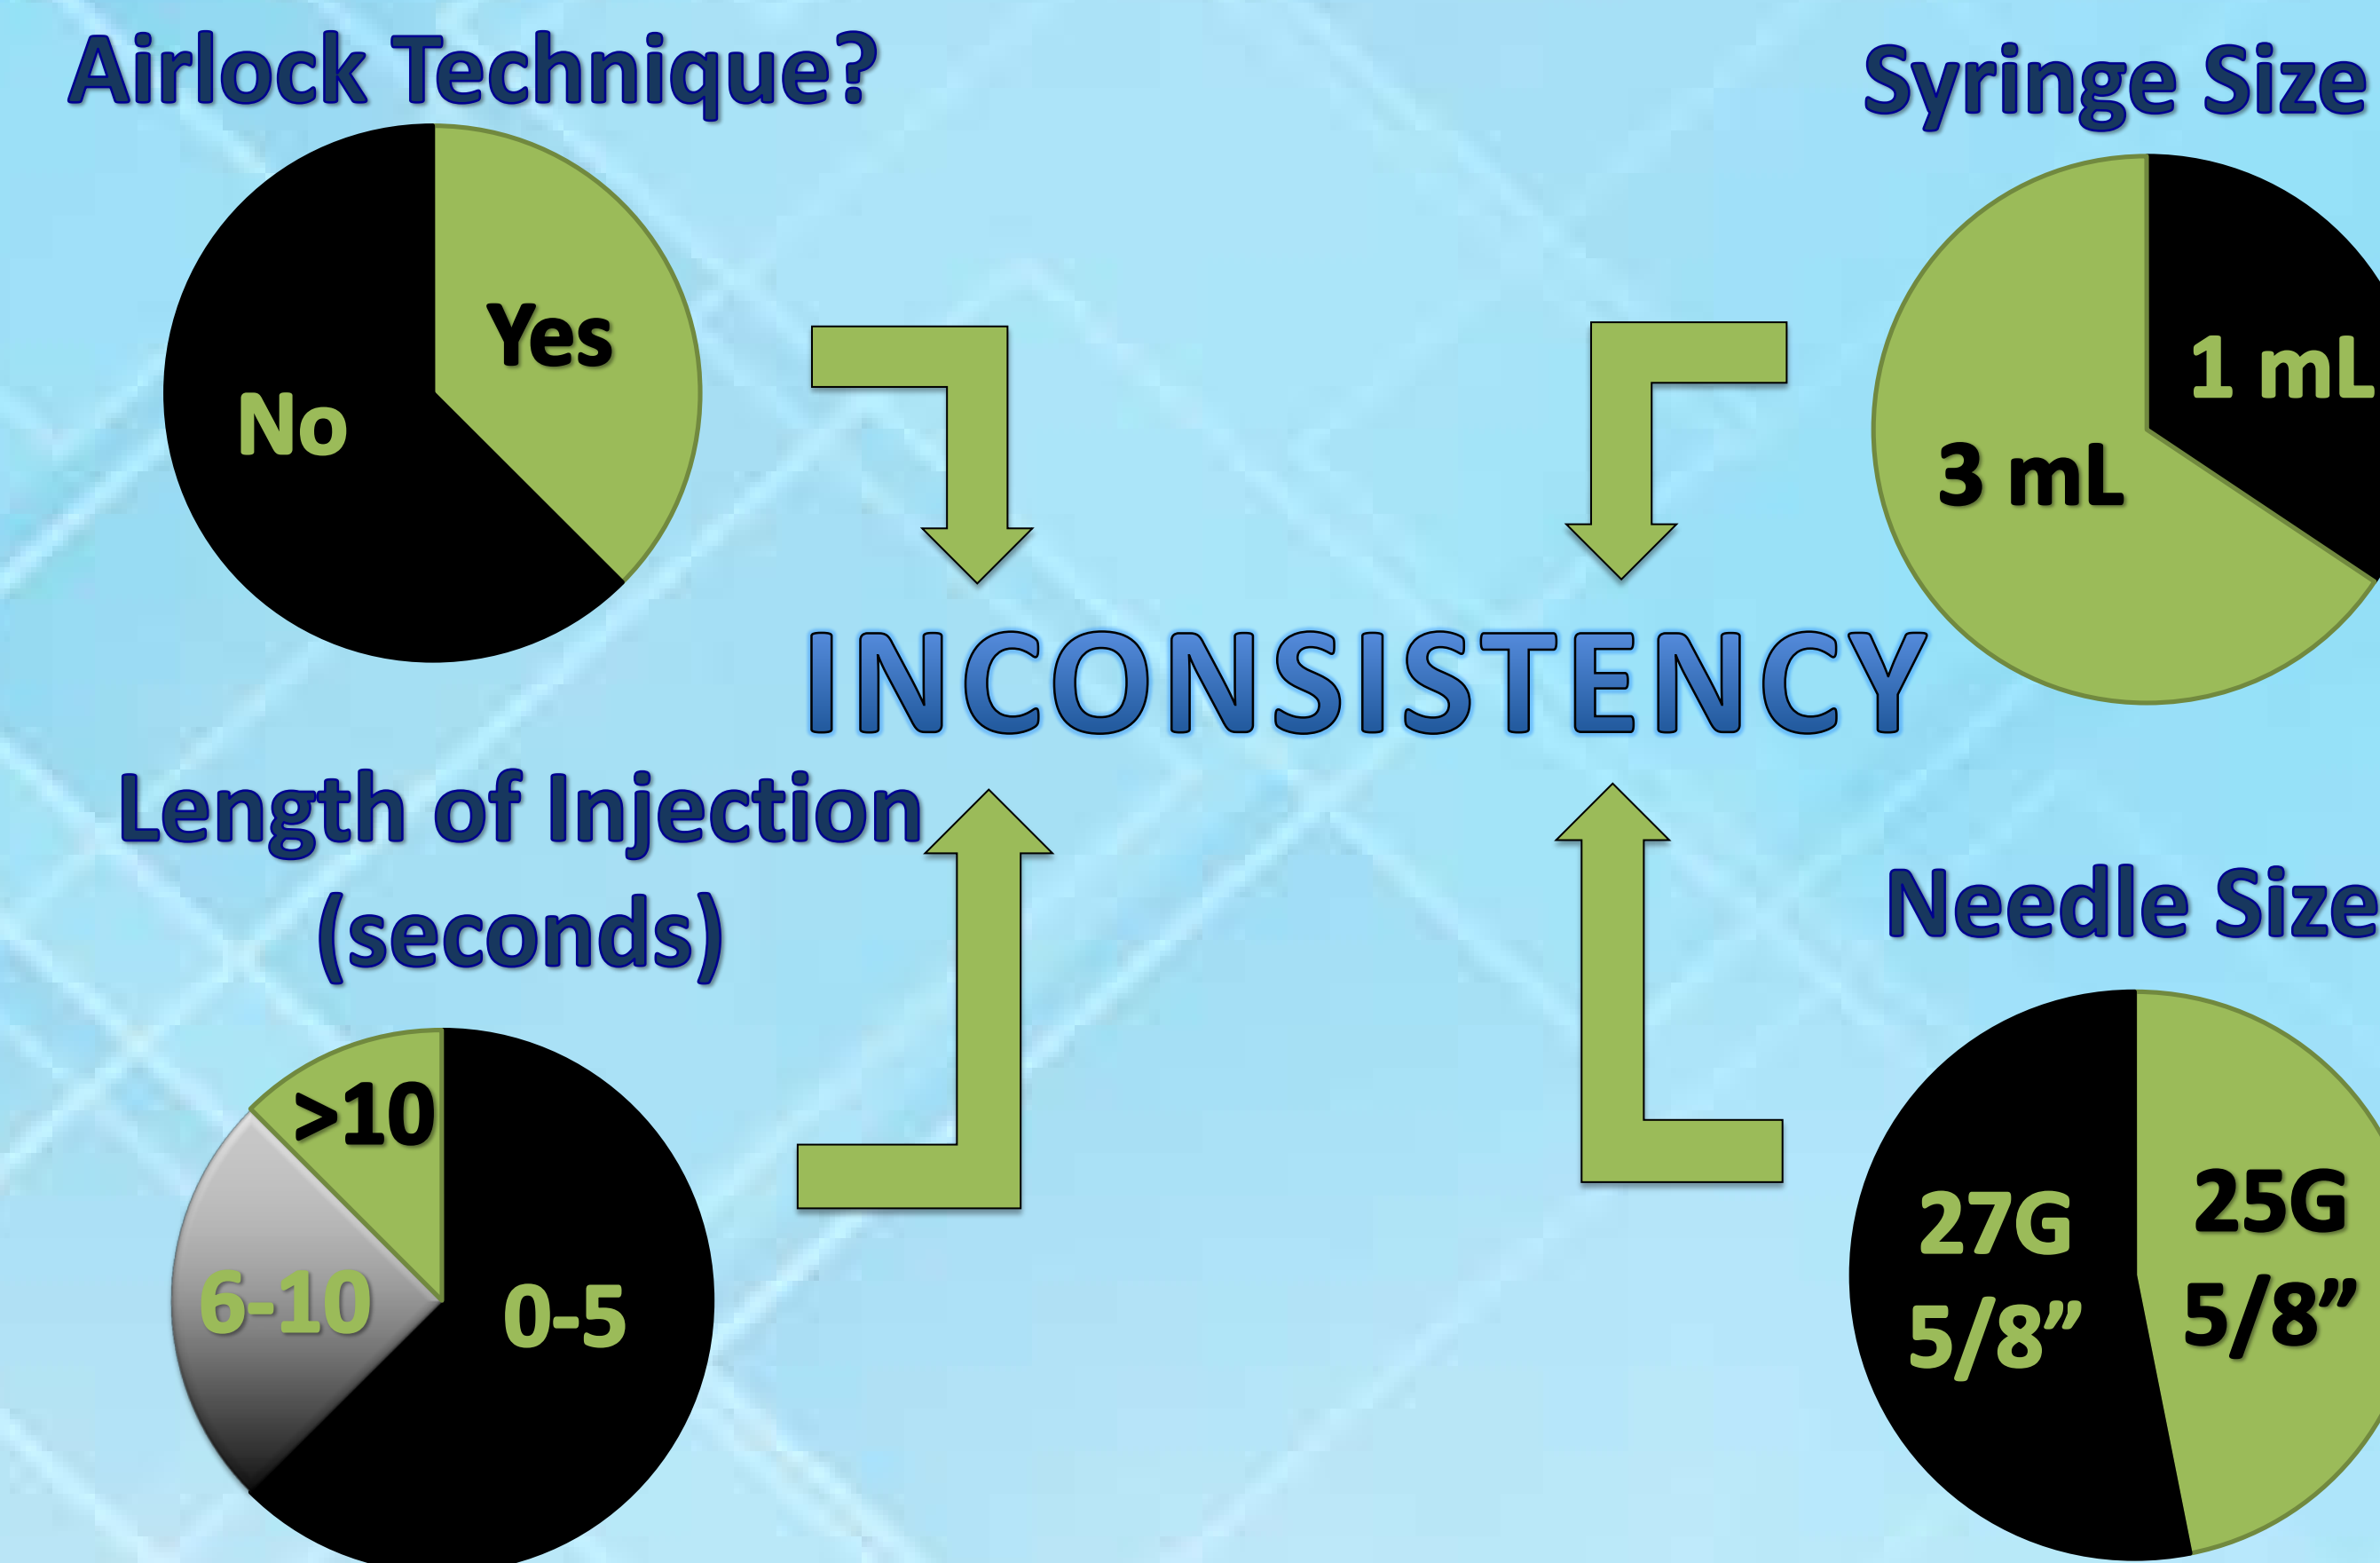 Airlock Technique?
Yes
No
Syringe Size
1 mL
3 mL
INCONSISTENCY
Length of Injection
(seconds)
>10
6-10
0-5
Needle Size
27G
5/8”
25G
5/8”